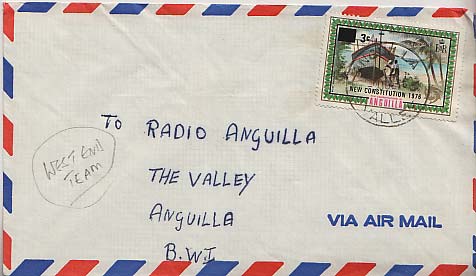 3c
E R
NEW CONSTITUTION 1976
ANGUILLA
TO RADIO ANGUILLA
THE VALLEY
ANGUILLA
B.W.I
WEST END
TEAM
VIA AIR MAIL